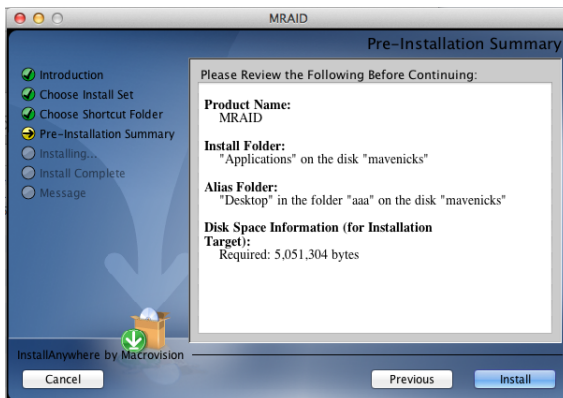 MRAID
Pre-Installation Summary
Introduction
Choose Install Set
Choose Shortcut Folder
Pre-Installation Summary
Installing...
Install Complete
Message
Please Review the Following Before Continuing:
Product Name:
MRAID
Install Folder:
"Applications" on the disk "mavenicks"
Alias Folder:
"Desktop" in the folder "aaa" on the disk "mavenicks"
Disk Space Information (for Installation
Target):
Required: 5,051,304 bytes
InstallAnywhere by Macrovision
Cancel
Previous
Install